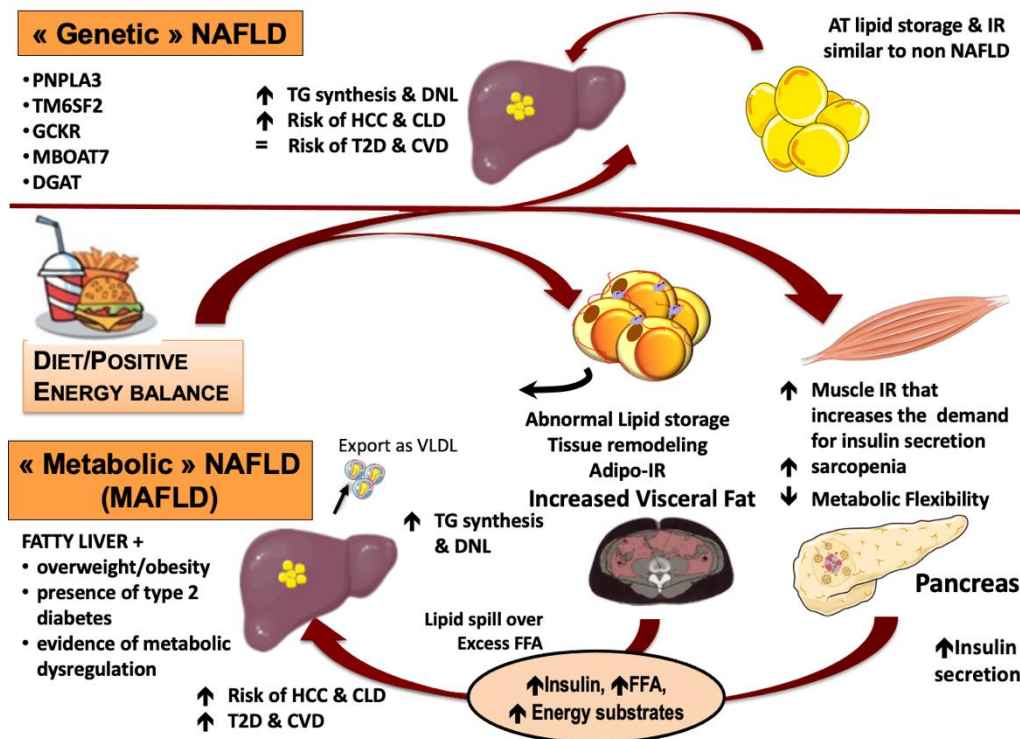 « Genetic » NAFLD
•PNPLA3
•TM6SF2
•GCKR
•MBOAT7
•DGAT
↑ TG synthesis & DNL
↑ Risk of HCC & CLD
= Risk of T2D & CVD
AT lipid storage & IR
similar to non NAFLD
DIET/POSITIVE
ENERGY BALANCE
« Metabolic » NAFLD
(MAFLD)
FATTY LIVER +
• overweight/obesity
• presence of type 2
diabetes
• evidence of metabolic
dysregulation
Export as VLDL
↑ TG synthesis
& DNL
↑ Risk of HCC & CLD
↑ T2D & CVD
Abnormal Lipid storage
Tissue remodeling
Adipo-IR
Increased Visceral Fat
Lipid spill over
Excess FFA
↑Insulin, ↑FFA,
↑ Energy substrates
↑ Muscle IR that
increases the demand
for insulin secretion
↑ sarcopenia
↓ Metabolic Flexibility
Pancreas
↑Insulin
secretion